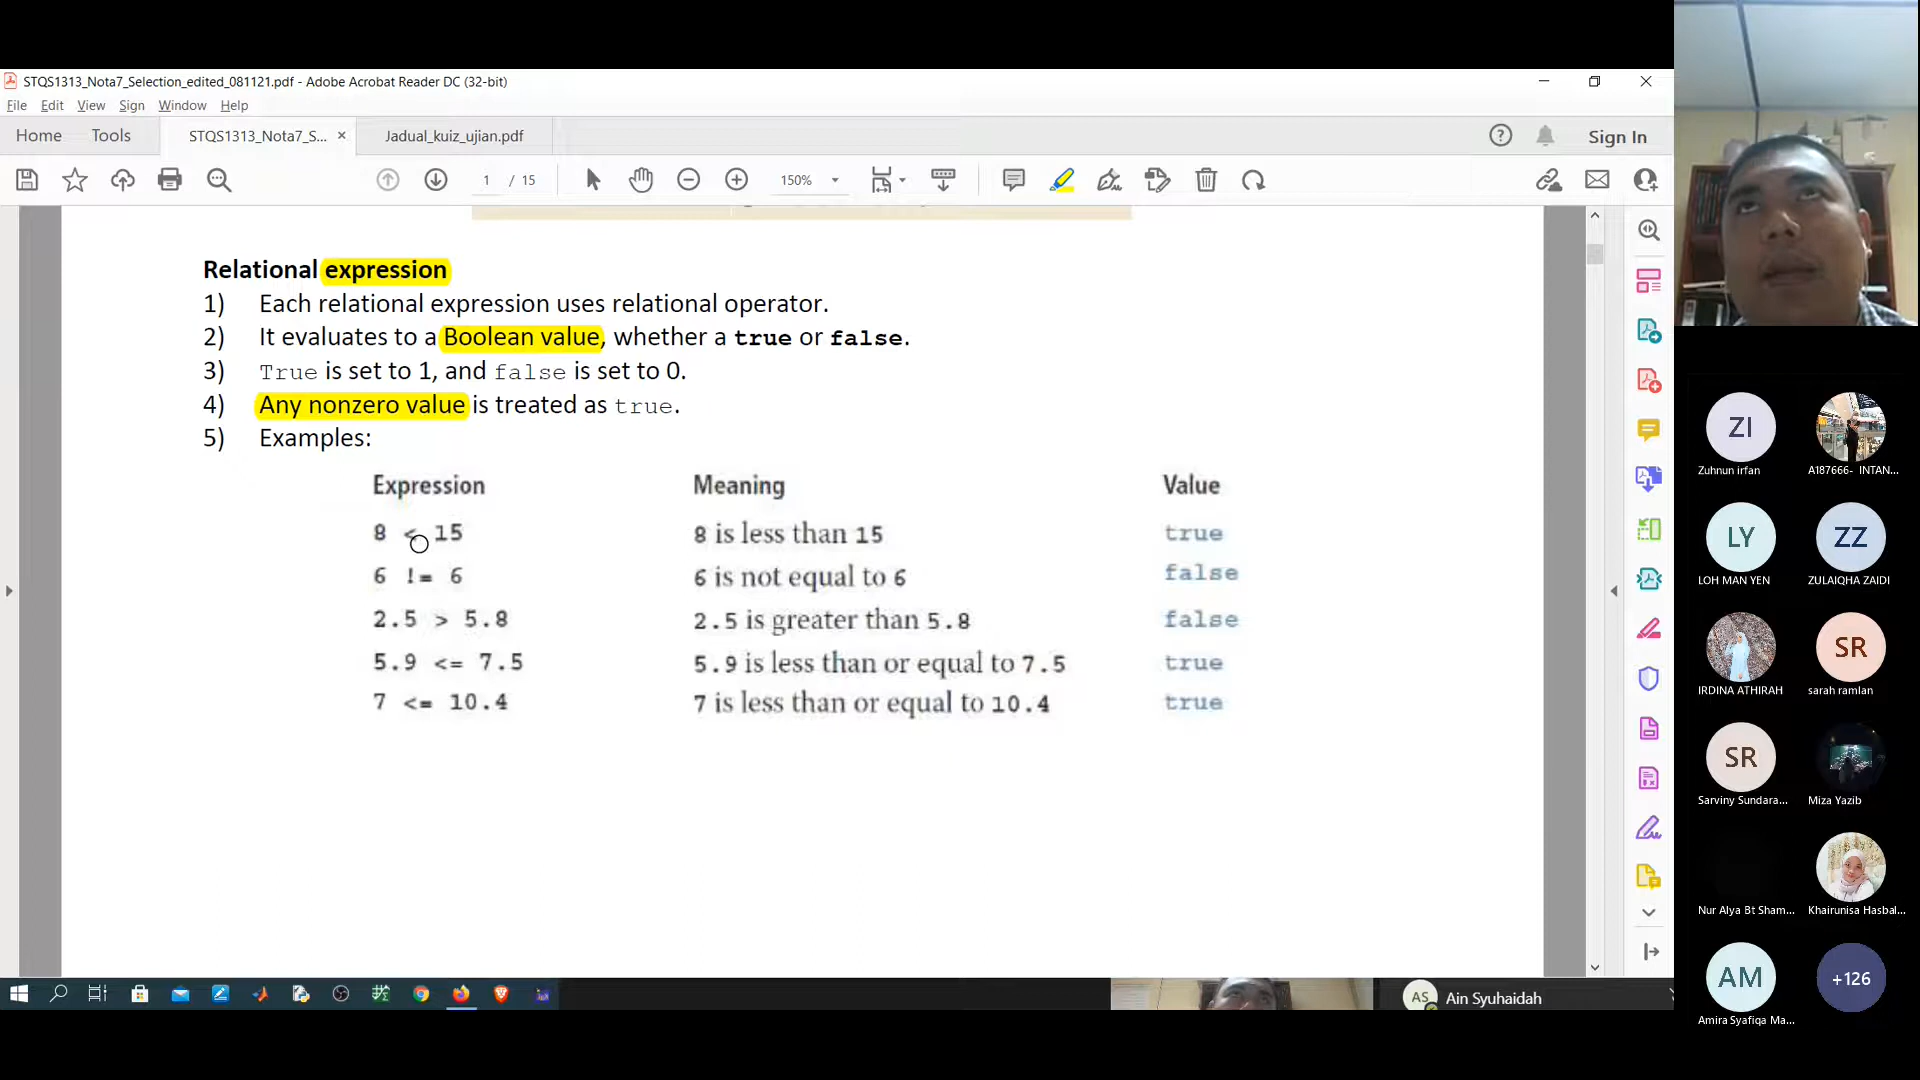 STQS1313_Nota7_Selection_edited_081121.pdf - Adobe Acrobat Reader DC (32-bit)
File Edit View Sign Window Help
Home Tools STQS1313_Nota7_S... × Jadual_kuiz_ujian.pdf Sign In
1 / 15 150%
Relational expression
1) Each relational expression uses relational operator.
2) It evaluates to a Boolean value, whether a true or false.
3) True is set to 1, and false is set to 0.
4) Any nonzero value is treated as true.
5) Examples:
Expression Meaning Value
8 < 15 8 is less than 15 true
6 != 6 6 is not equal to 6 false
2.5 > 5.8 2.5 is greater than 5.8 false
5.9 <= 7.5 5.9 is less than or equal to 7.5 true
7 <= 10.4 7 is less than or equal to 10.4 true
AS Ain Syuhaidah
ZI
Zuhnun irfan A187666- INTAN...
LY ZZ
LOH MAN YEN ZULAIQHA ZAIDI
SR
IRDINA ATHIRAH sarah ramlan
SR
Sarviny Sundara... Miza Yazib
Nur Alya Bt Sham... Khairunisa Hasbal...
AM +126
Amira Syafiqa Ma...